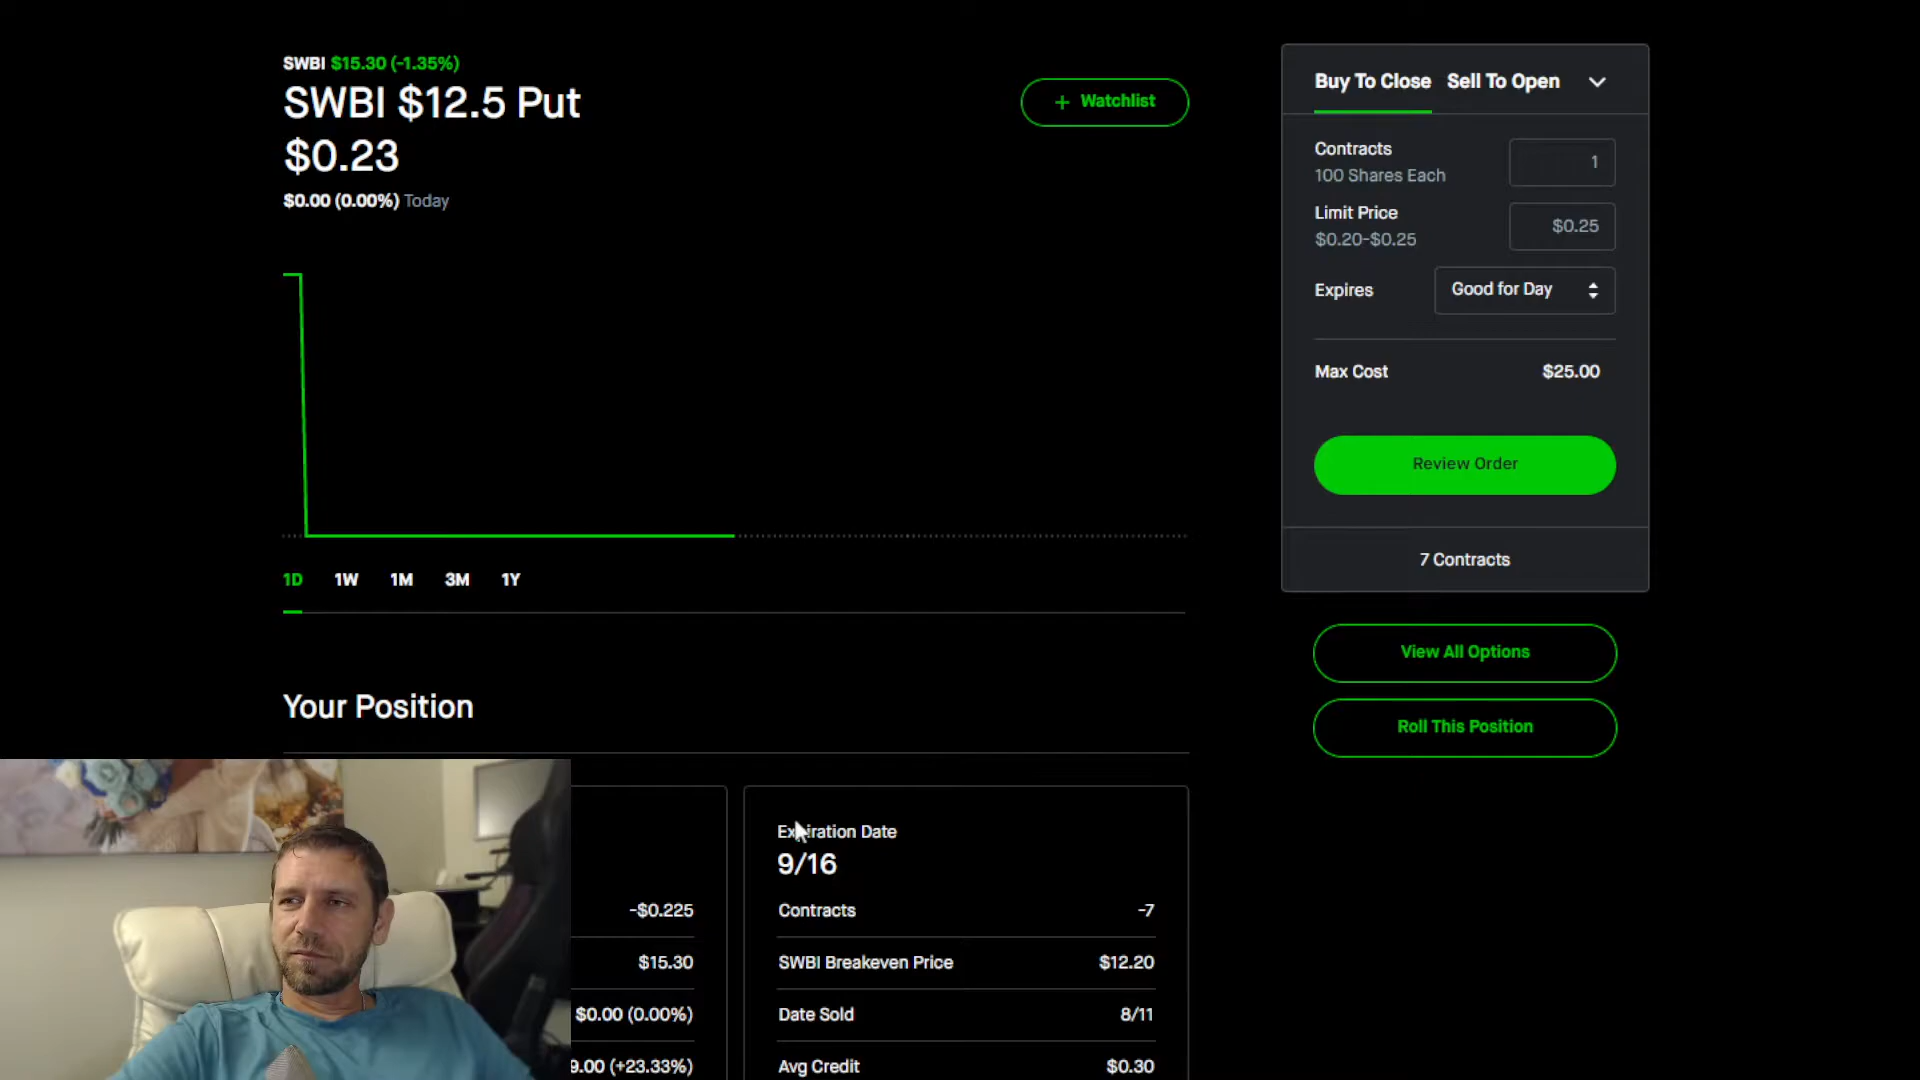 SWBI $15.30 (-1.35%)
SWBI $12.5 Put
$0.23
$0.00 (0.00%) Today
+ Watchlist
1D 1W 1M 3M 1Y
Your Position
-$0.225
$15.30
$0.00 (0.00%)
9.00 (+23.33%)
Expiration Date
9/16
Contracts -7
SWBI Breakeven Price $12.20
Date Sold 8/11
Avg Credit $0.30
Buy To Close Sell To Open
Contracts 1
100 Shares Each
Limit Price $0.25
$0.20-$0.25
Expires Good for Day
Max Cost $25.00
Review Order
7 Contracts
View All Options
Roll This Position